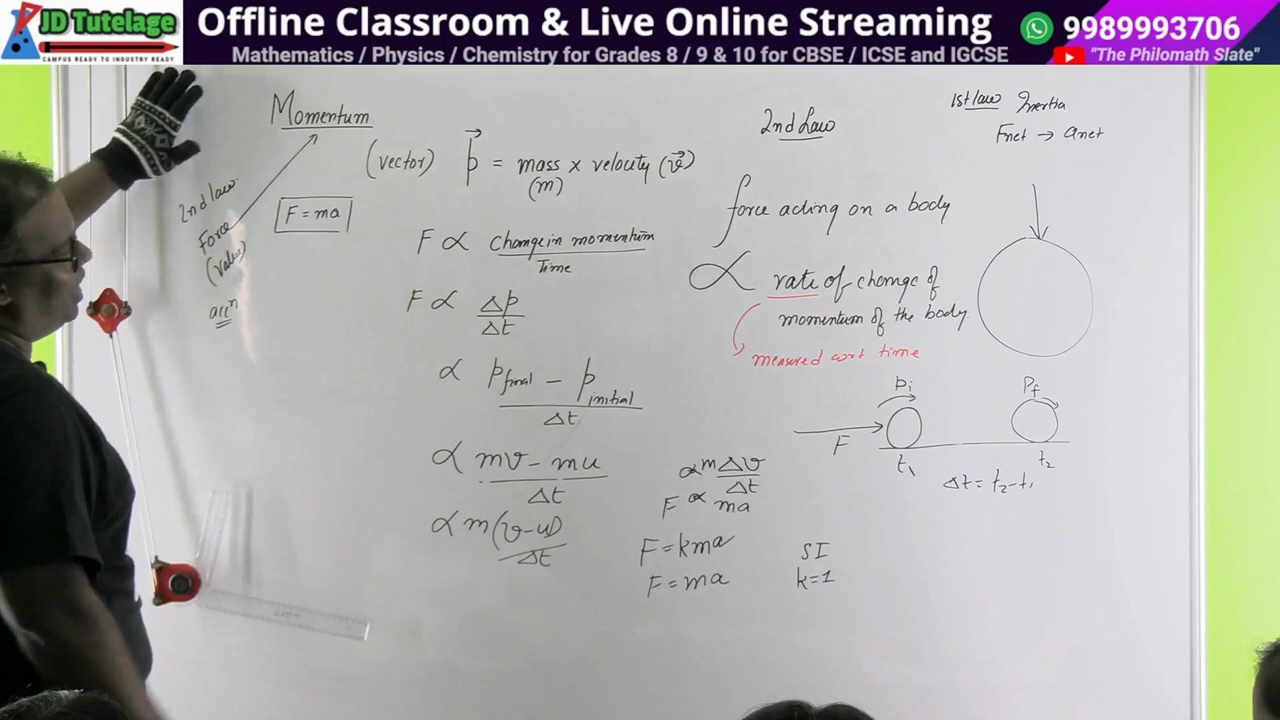 JD Tutelage
CAMPUS READY TO INDUSTRY READY
Offline Classroom & Live Online Streaming
9989993706
Mathematics / Physics / Chemistry for Grades 8 / 9 & 10 for CBSE / ICSE and IGCSE
"The Philomath Slate"
Momentum
2nd law
Force
(value)
accⁿ
F = ma
(vector) p⃗ = mass x velocity (v⃗)
(m)
F ∝ change in momentum
Time
F ∝ Δp
Δt
∝ pfinal − pinitial
Δt
∝ mv − mu
Δt
∝ m(v−u)
Δt
∝ mΔv
Δt
F ∝ ma
F = kma
F = ma
SI
k=1
2nd Law
force acting on a body
∝ rate of change of
momentum of the body
measured wrt time
1st law Inertia
Fnet → anet
pi
Pf
F
t1
t2
Δt = t2−t1